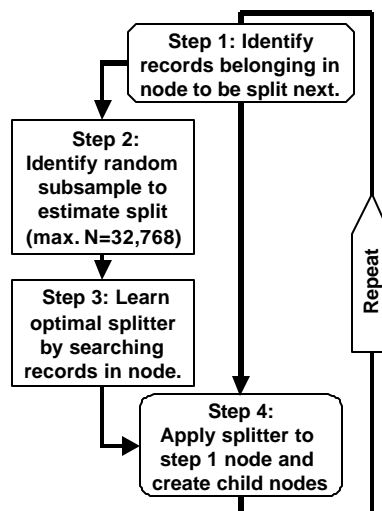 Step 1: Identify
records belonging in
node to be split next.
Step 2:
Identify random
subsample to
estimate split
(max. N=32,768)
Step 3: Learn
optimal splitter
by searching
records in node.
Step 4:
Apply splitter to
step 1 node and
create child nodes
Repeat